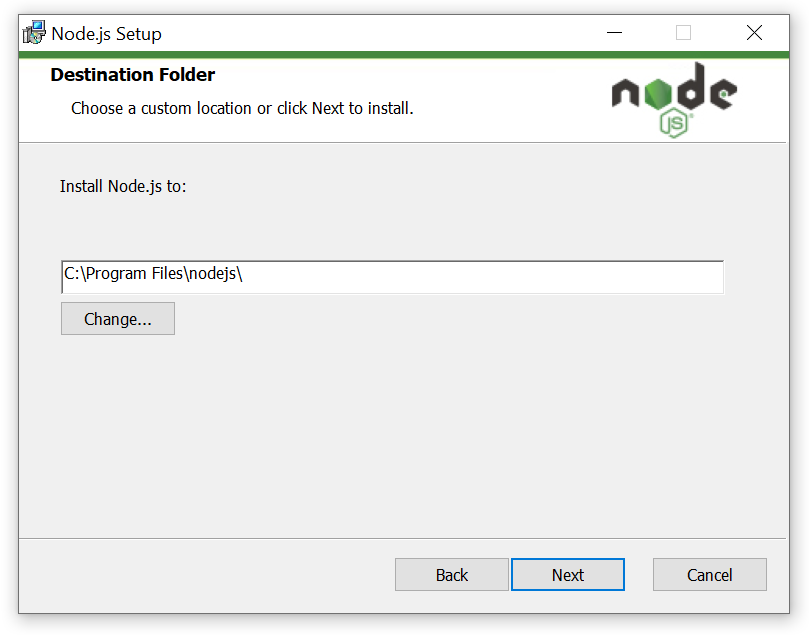 Node.js Setup
Destination Folder
Choose a custom location or click Next to install.
node
JS®
Install Node.js to:
C:\Program Files\nodejs\
Change...
Back
Next
Cancel